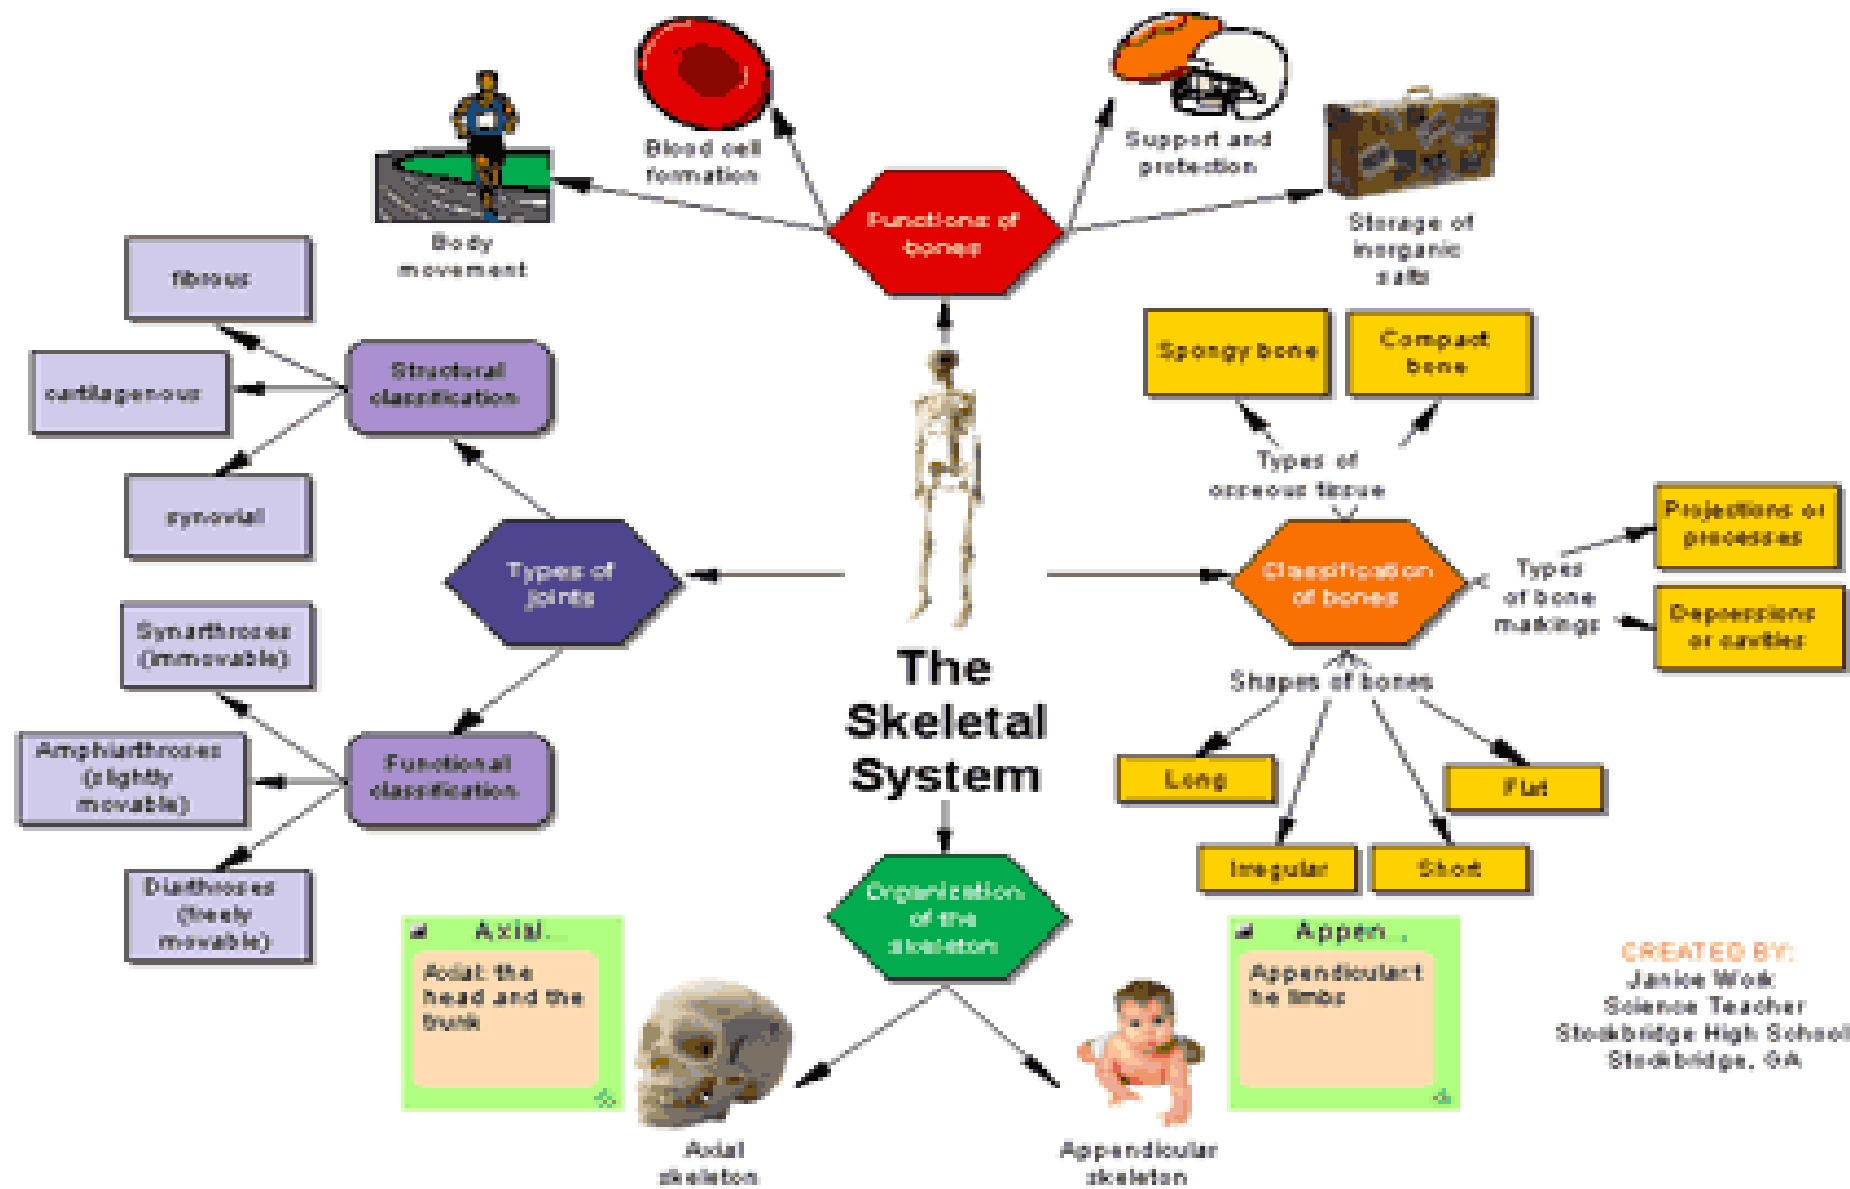 Blood cell
formation
Support and
protection
Body
movement
Functions of
bones
Storage of
inorganic
salts
fibrous
cartilagenous
synovial
Structural
classification
Spongy bone
Compact
bone
Types of
osseous tissue
Types of
joints
Classification
of bones
Types
of bone
markings
Projections or
processes
Depressions
or cavities
Synarthroses
(immovable)
Amphiarthroses
(slightly
movable)
Diarthroses
(freely
movable)
Functional
classification
The
Skeletal
System
Shapes of bones
Long
Flat
Irregular
Short
Organization
of the
skeleton
Axial...
Axial: the
head and the
trunk
Axial
skeleton
Appen...
Appendicular:t
he limbs
Appendicular
skeleton
CREATED BY:
Janice Work
Science Teacher
Stockbridge High School
Stockbridge, GA